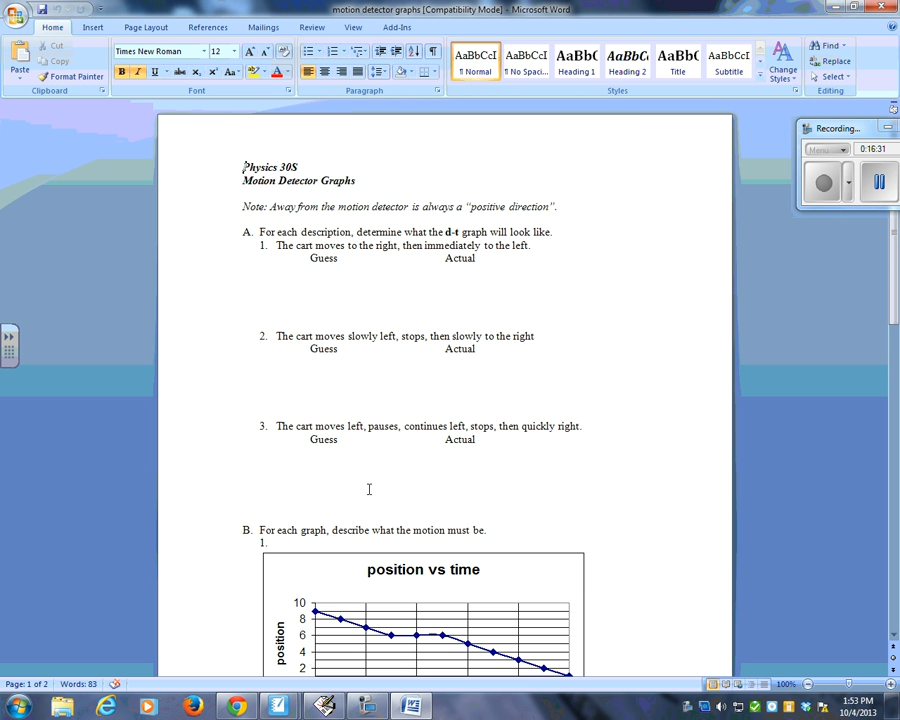 motion detector graphs [Compatibility Mode] - Microsoft Word
Home Insert Page Layout References Mailings Review View Add-Ins
Paste
Cut
Copy
Format Painter
Clipboard
Times New Roman 12
B I U abc x₂ x² Aa
Font
Paragraph
AaBbCcI AaBbCcI AaBbC AaBbCc AaBbC AaBbCcI
¶ Normal ¶ No Spaci... Heading 1 Heading 2 Title Subtitle
Change Styles
Styles
Find
Replace
Select
Editing
Recording...
Menu 0:16:31
Physics 30S
Motion Detector Graphs
Note: Away from the motion detector is always a “positive direction”.
A. For each description, determine what the d-t graph will look like.
1. The cart moves to the right, then immediately to the left.
Guess Actual
2. The cart moves slowly left, stops, then slowly to the right
Guess Actual
3. The cart moves left, pauses, continues left, stops, then quickly right.
Guess Actual
B. For each graph, describe what the motion must be.
1.
position vs time
position
10
8
6
4
2
Page: 1 of 2 Words: 83
100%
1:53 PM
10/4/2013